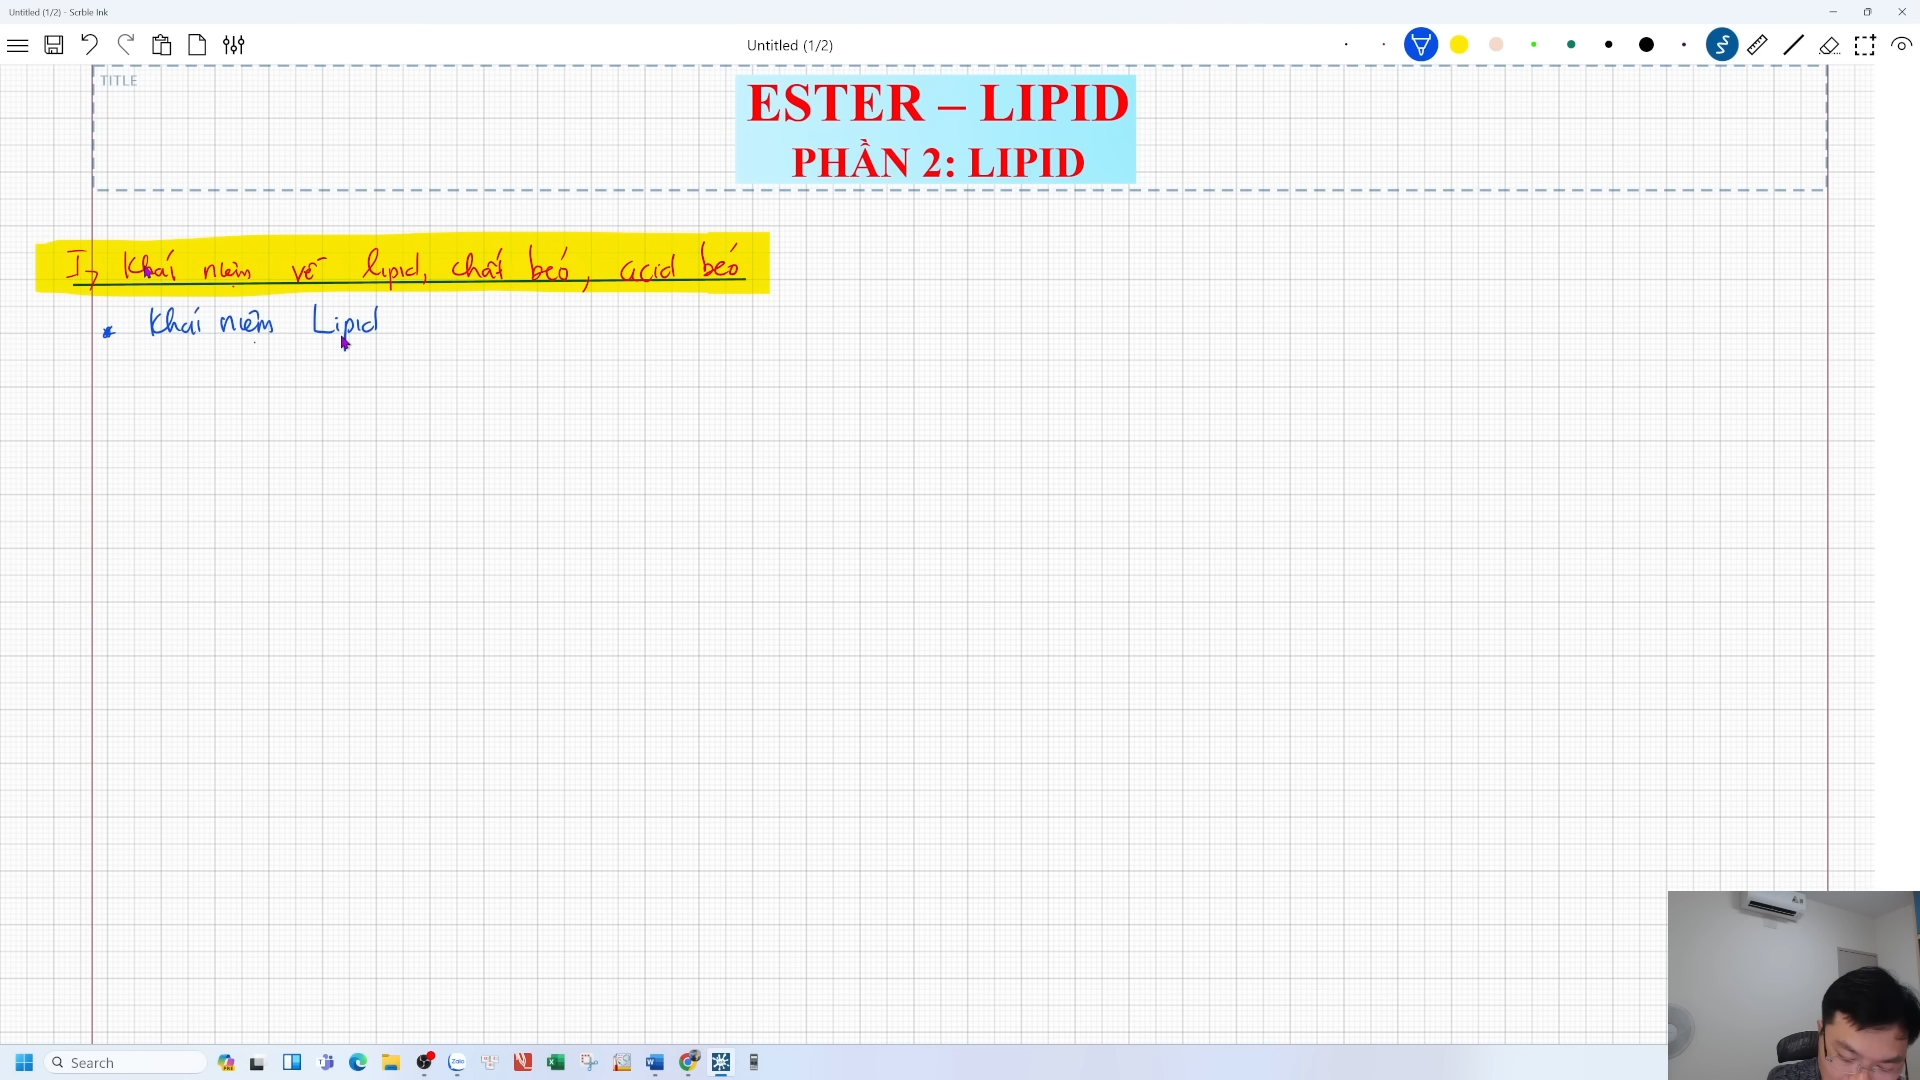 Untitled (1/2) - Scrble Ink
Untitled (1/2)
TITLE
ESTER – LIPID
PHẦN 2: LIPID
I, Khái niệm về lipid, chất béo, acid béo
* Khái niệm Lipid
Search